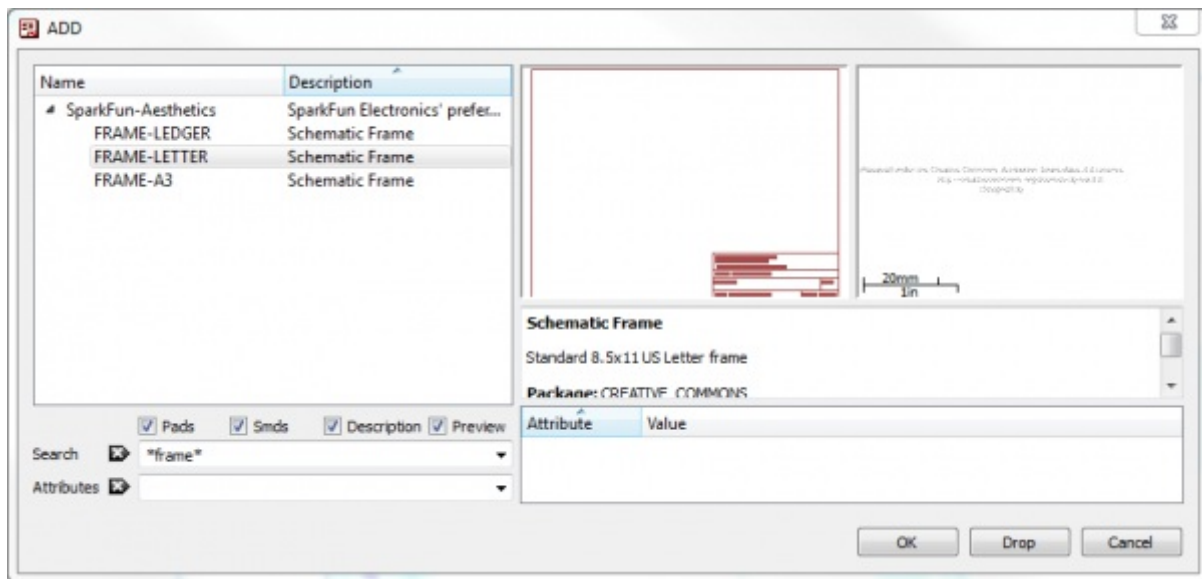 ADD
Name Description
SparkFun-Aesthetics SparkFun Electronics' prefer...
FRAME-LEDGER Schematic Frame
FRAME-LETTER Schematic Frame
FRAME-A3 Schematic Frame
20mm
1in
Schematic Frame
Standard 8.5x11 US Letter frame
Package: CREATIVE_COMMONS
Pads Smds Description Preview
Search *frame*
Attributes
Attribute Value
OK Drop Cancel